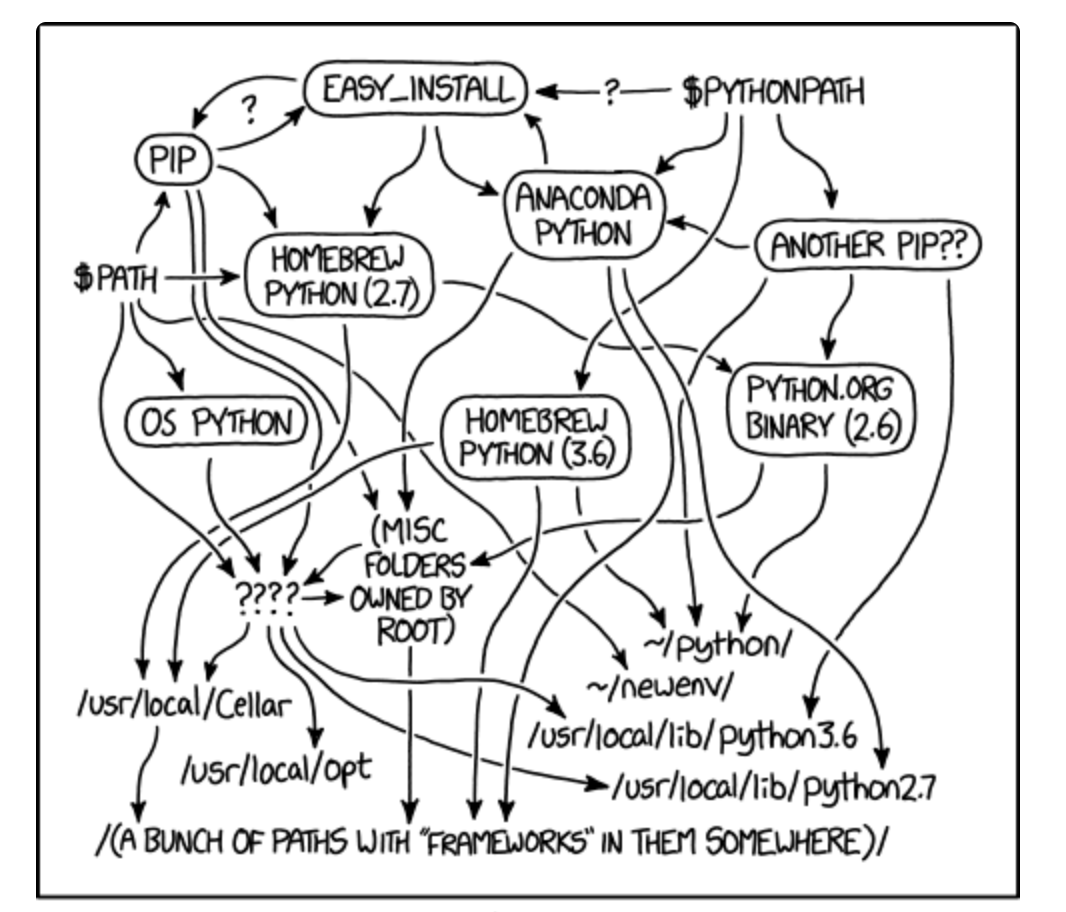 EASY_INSTALL
?
$PYTHONPATH
?
PIP
ANACONDA
PYTHON
ANOTHER PIP??
HOMEBREW
PYTHON (2.7)
$PATH
OS PYTHON
HOMEBREW
PYTHON (3.6)
PYTHON.ORG
BINARY (2.6)
(MISC
FOLDERS
OWNED BY
ROOT)
????
~/python/
~/newenv/
/usr/local/Cellar
/usr/local/lib/python3.6
/usr/local/opt
/usr/local/lib/python2.7
/(A BUNCH OF PATHS WITH "FRAMEWORKS" IN THEM SOMEWHERE)/